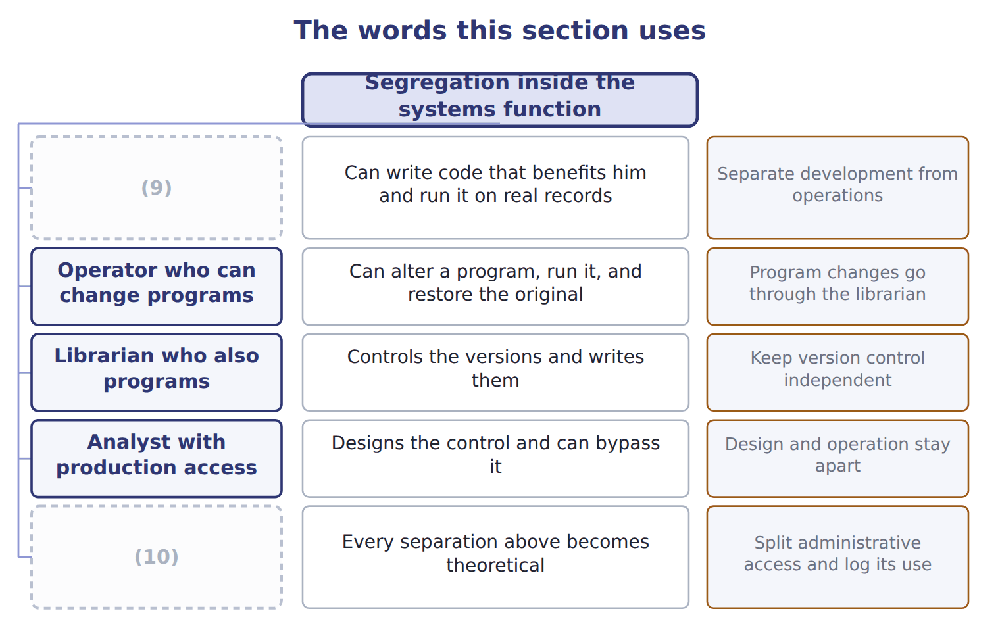 The words this section uses
Segregation inside the
systems function
(9)
Can write code that benefits him
and run it on real records
Separate development from
operations
Operator who can
change programs
Can alter a program, run it, and
restore the original
Program changes go
through the librarian
Librarian who also
programs
Controls the versions and writes
them
Keep version control
independent
Analyst with
production access
Designs the control and can bypass
it
Design and operation stay
apart
(10)
Every separation above becomes
theoretical
Split administrative
access and log its use